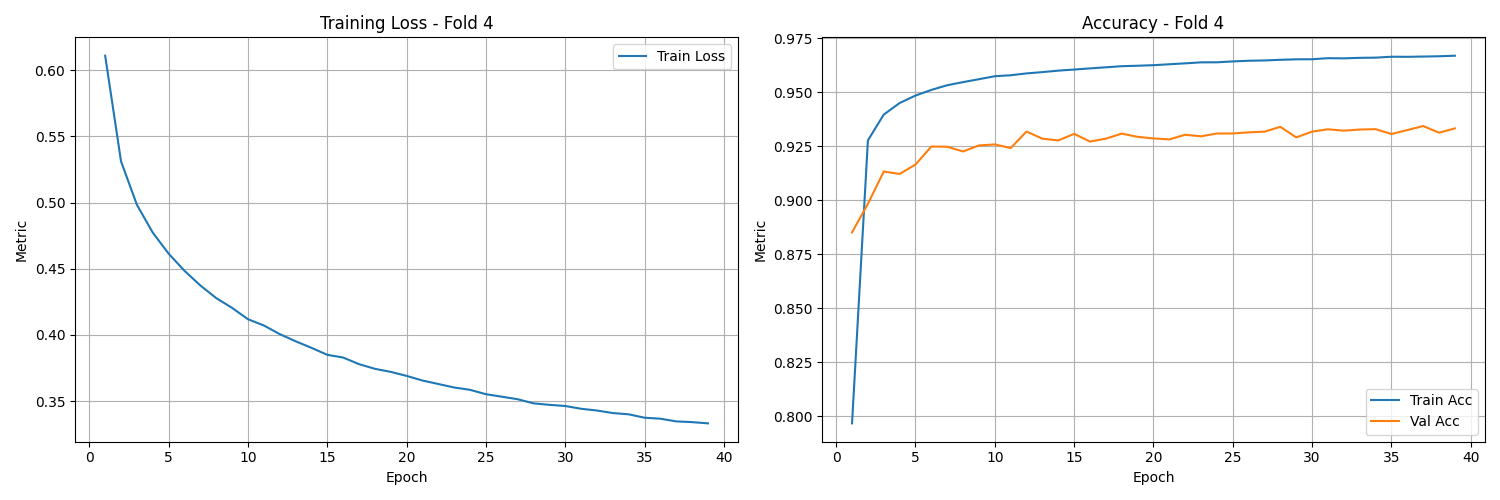 Training Loss - Fold 4
Train Loss
0.60
0.55
0.50
0.45
0.40
0.35
Metric
0 5 10 15 20 25 30 35 40
Epoch
Accuracy - Fold 4
0.975
0.950
0.925
0.900
0.875
0.850
0.825
0.800
Metric
Train Acc
Val Acc
0 5 10 15 20 25 30 35 40
Epoch